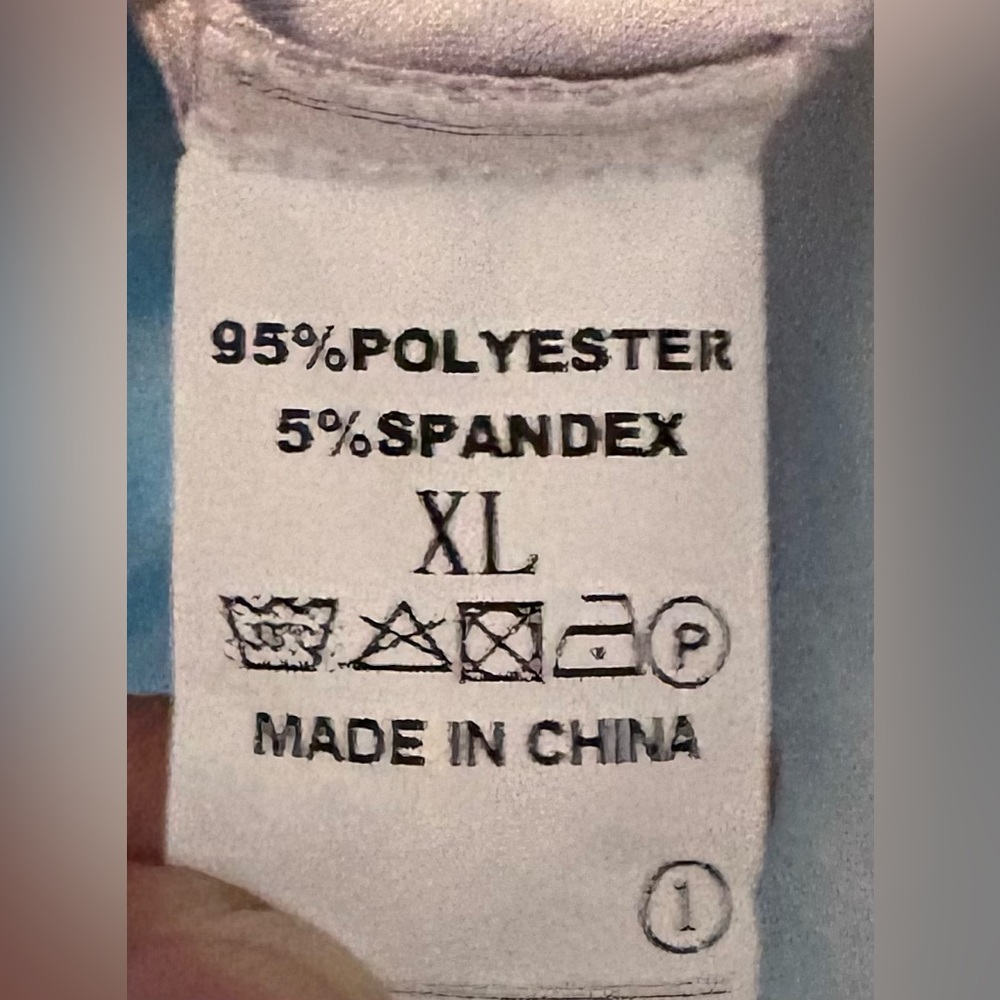 95%POLYESTER
5%SPANDEX
XL
P
MADE IN CHINA
1